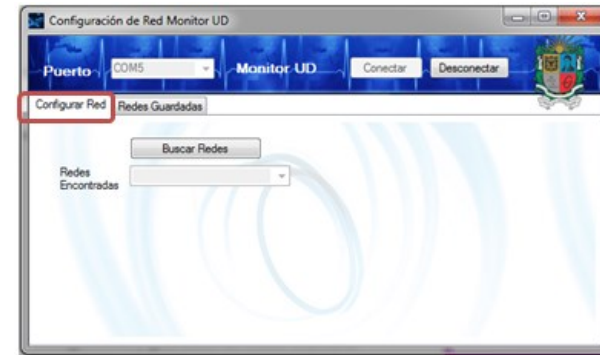 Configuración de Red Monitor UD
Puerto COM5 Monitor UD Conectar Desconectar
Configurar Red Redes Guardadas
Buscar Redes
Redes
Encontradas